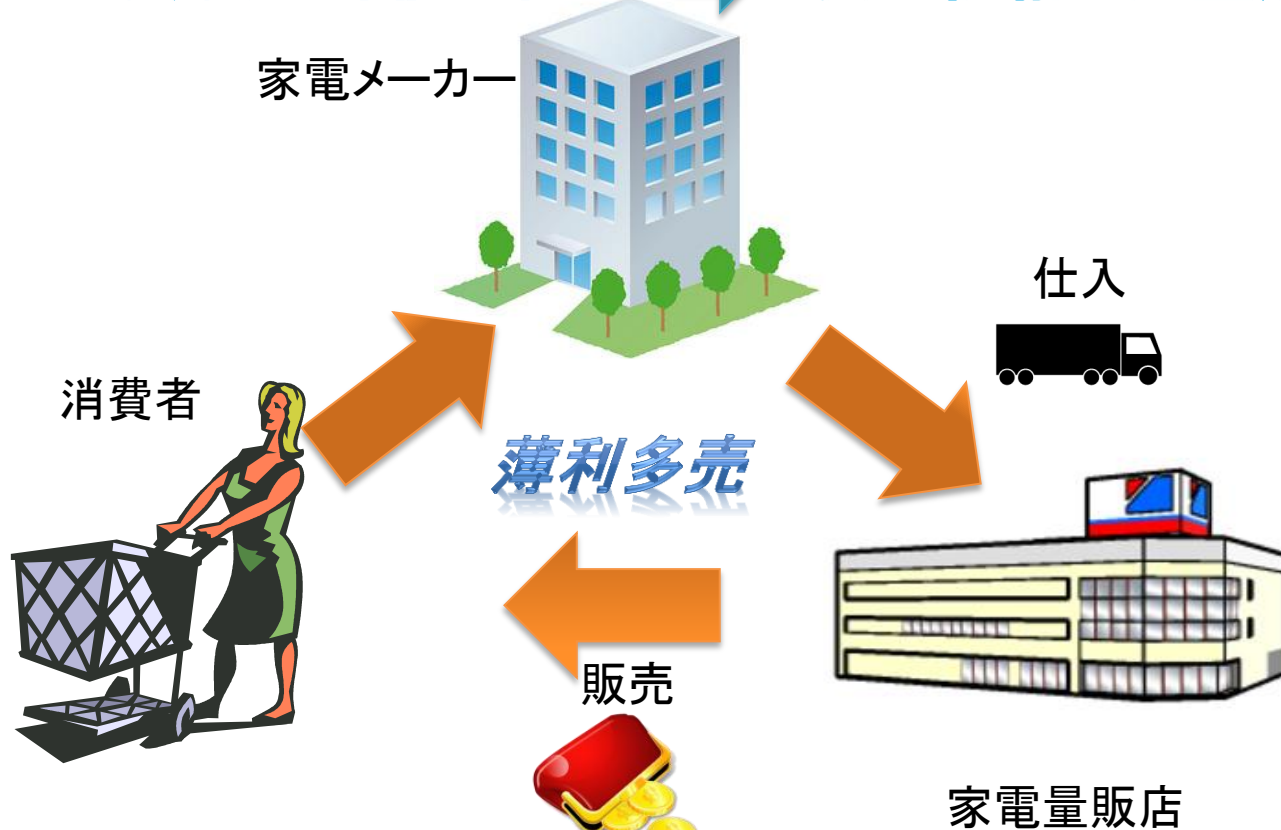 家電メーカー
仕入
消費者
薄利多売
販売
家電量販店